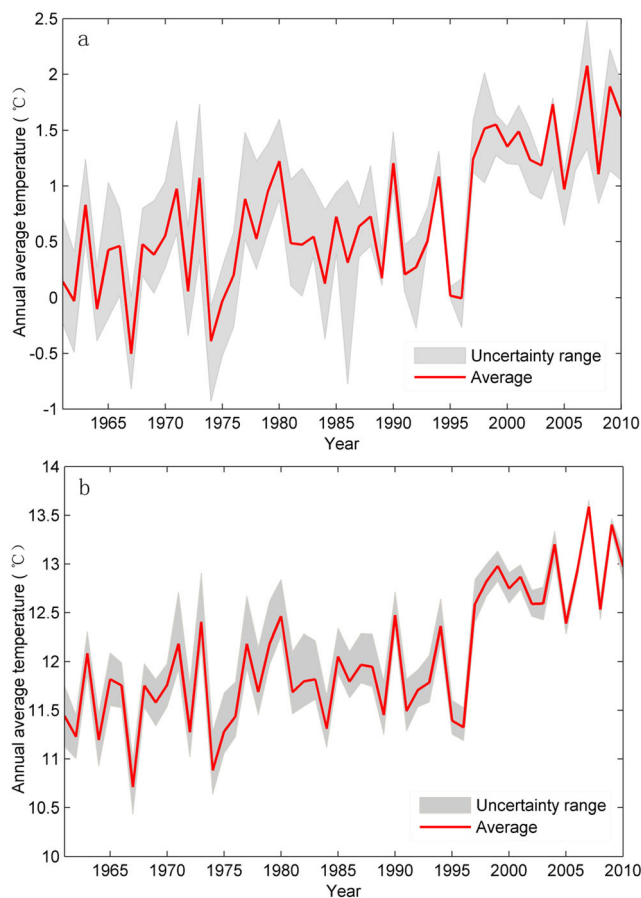 a
2.5
2
1.5
1
0.5
0
-0.5
-1
Annual average temperature ( ℃)
Uncertainty range
Average
1965 1970 1975 1980 1985 1990 1995 2000 2005 2010
Year
b
14
13.5
13
12.5
12
11.5
11
10.5
10
Annual average temperature ( ℃)
Uncertainty range
Average
1965 1970 1975 1980 1985 1990 1995 2000 2005 2010
Year